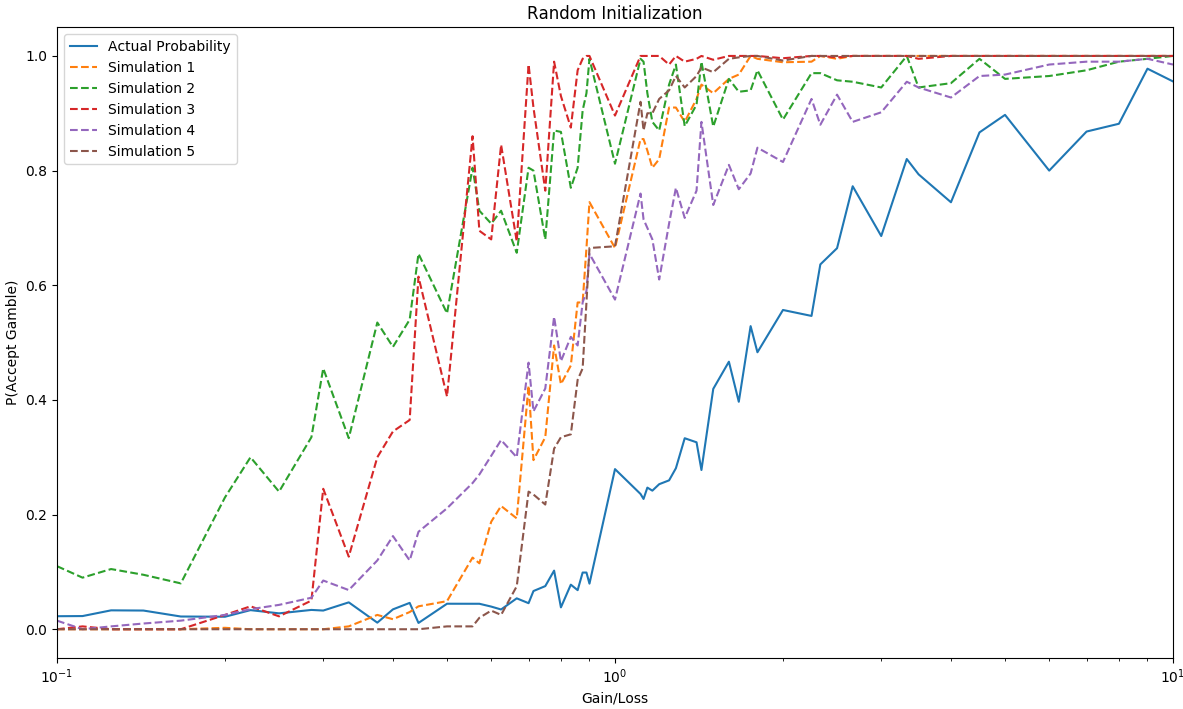 Random Initialization
Actual Probability
Simulation 1
Simulation 2
Simulation 3
Simulation 4
Simulation 5
1.0
0.8
0.6
0.4
0.2
0.0
P(Accept Gamble)
10⁻¹
10⁰
10¹
Gain/Loss